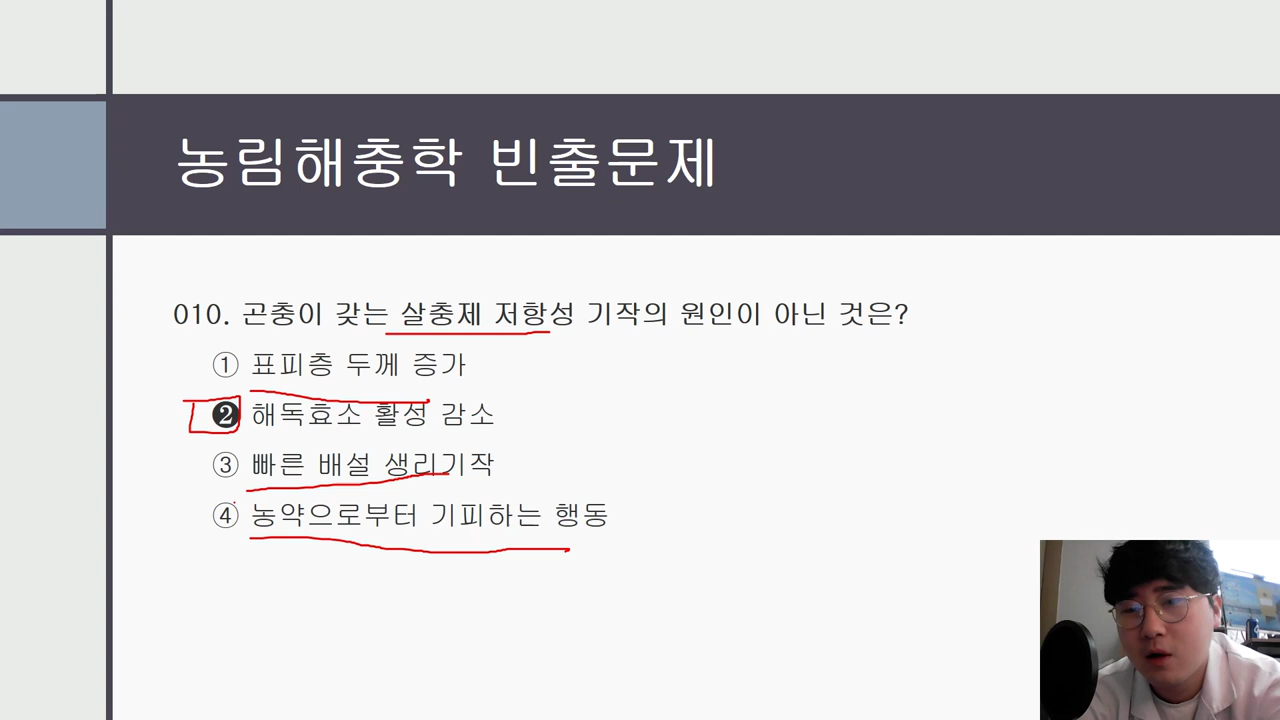 농림해충학 빈출문제
010. 곤충이 갖는 살충제 저항성 기작의 원인이 아닌 것은?
① 표피층 두께 증가
❷ 해독효소 활성 감소
③ 빠른 배설 생리기작
④ 농약으로부터 기피하는 행동